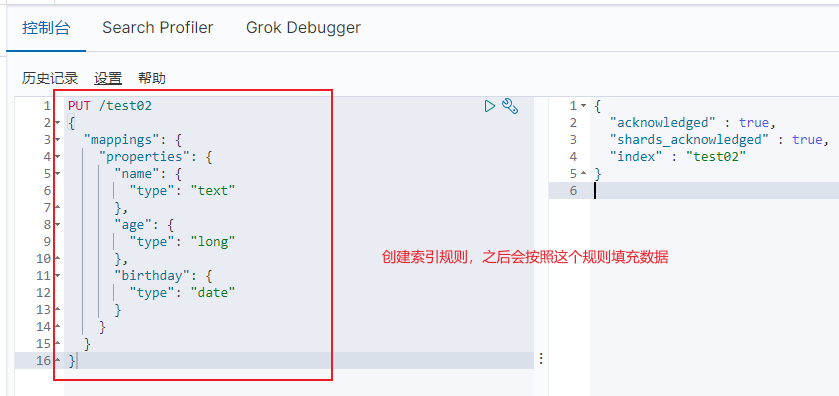 控制台 Search Profiler Grok Debugger
历史记录 设置 帮助
1 PUT /test02
2 {
3 "mappings": {
4 "properties": {
5 "name": {
6 "type": "text"
7 },
8 "age": {
9 "type": "long"
10 },
11 "birthday": {
12 "type": "date"
13 }
14 }
15 }
16 }
创建索引规则，之后会按照这个规则填充数据
1 {
2 "acknowledged" : true,
3 "shards_acknowledged" : true,
4 "index" : "test02"
5 }
6